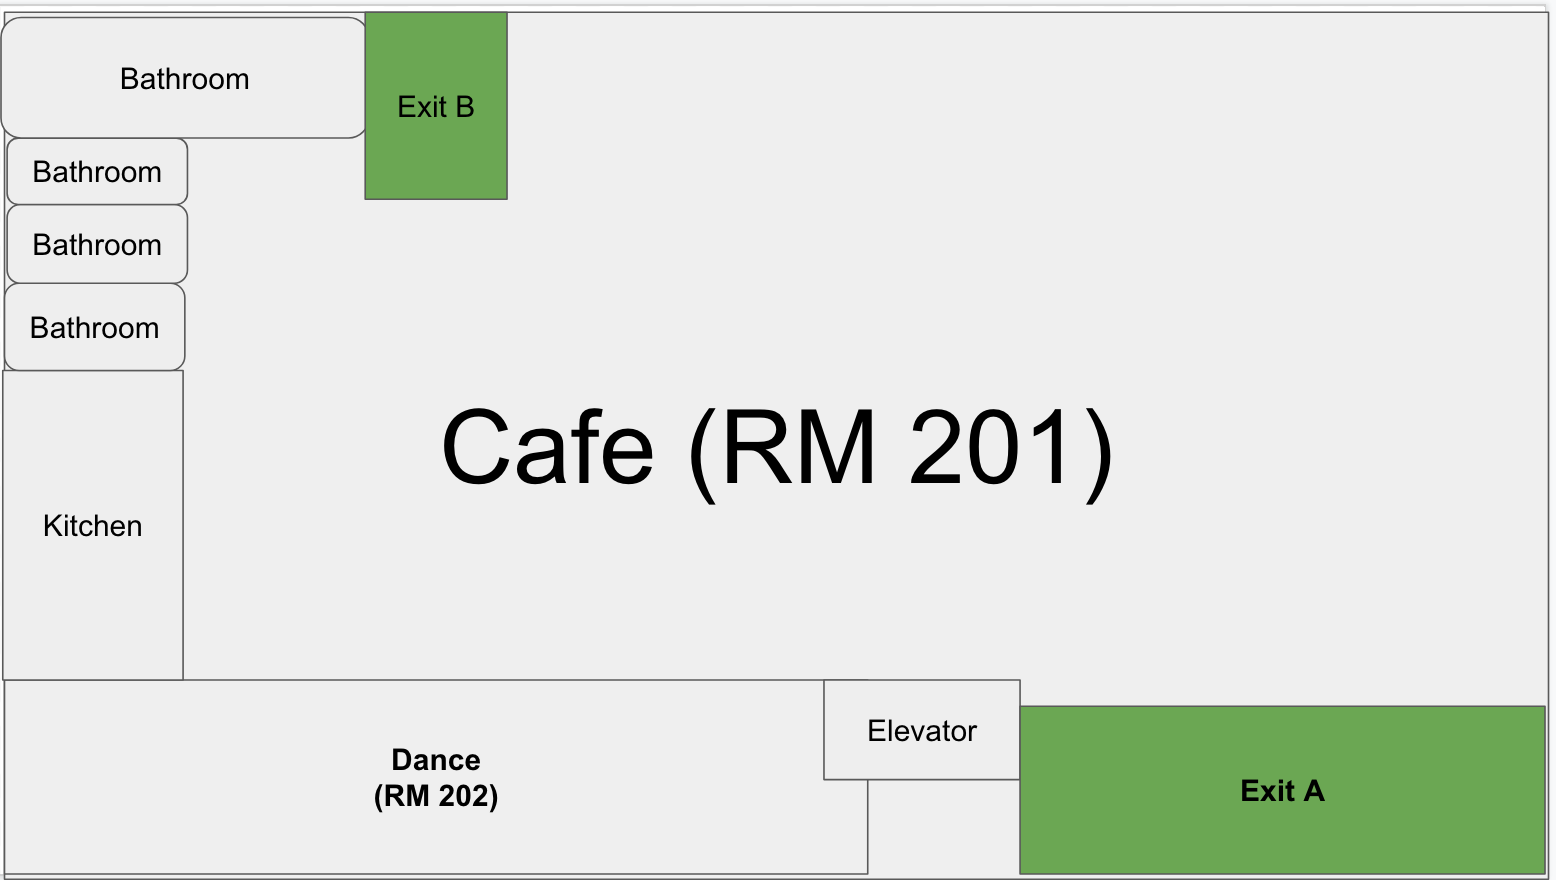 Bathroom
Exit B
Bathroom
Bathroom
Bathroom
Cafe (RM 201)
Kitchen
Elevator
Dance
(RM 202)
Exit A